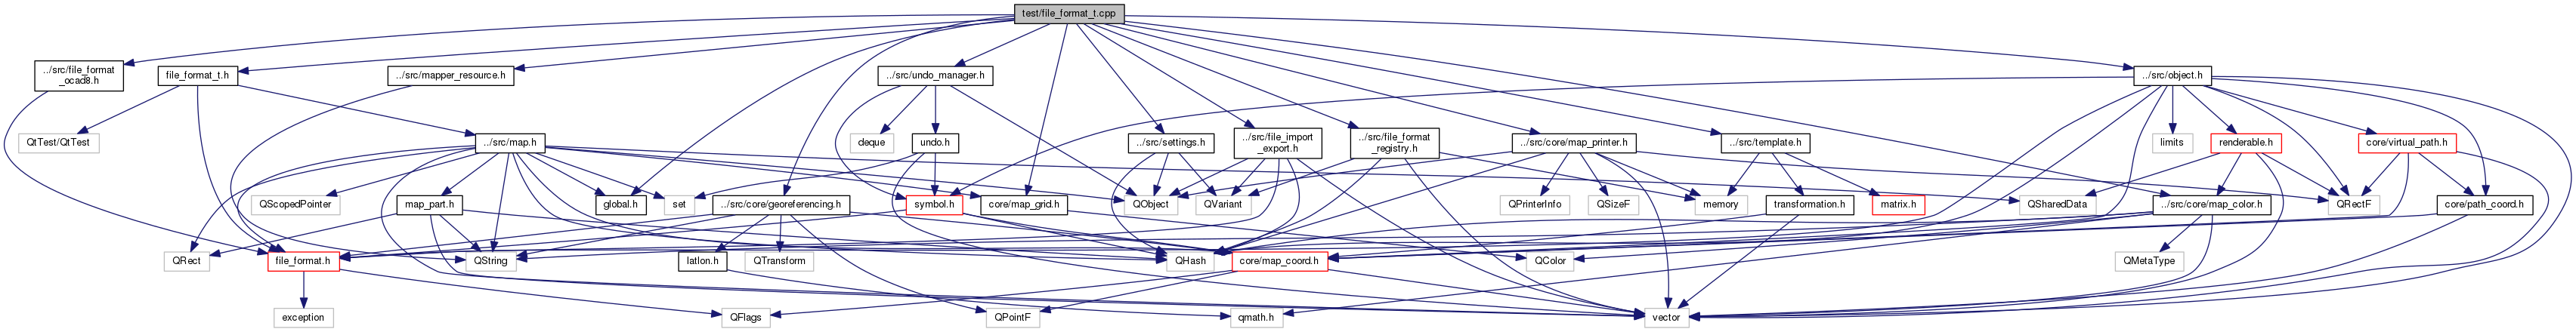 test/file_format_t.cpp
../src/file_format
_ocad8.h
file_format_t.h
../src/mapper_resource.h
../src/undo_manager.h
../src/object.h
QtTest/QtTest
../src/map.h
deque
undo.h
../src/settings.h
../src/file_import
_export.h
../src/file_format
_registry.h
../src/core/map_printer.h
../src/template.h
limits
renderable.h
core/virtual_path.h
QScopedPointer
map_part.h
global.h
set
../src/core/georeferencing.h
symbol.h
core/map_grid.h
QObject
QVariant
QPrinterInfo
QSizeF
memory
transformation.h
matrix.h
QSharedData
../src/core/map_color.h
QRectF
core/path_coord.h
QRect
file_format.h
QString
latlon.h
QTransform
QHash
core/map_coord.h
QColor
QMetaType
exception
QFlags
QPointF
qmath.h
vector